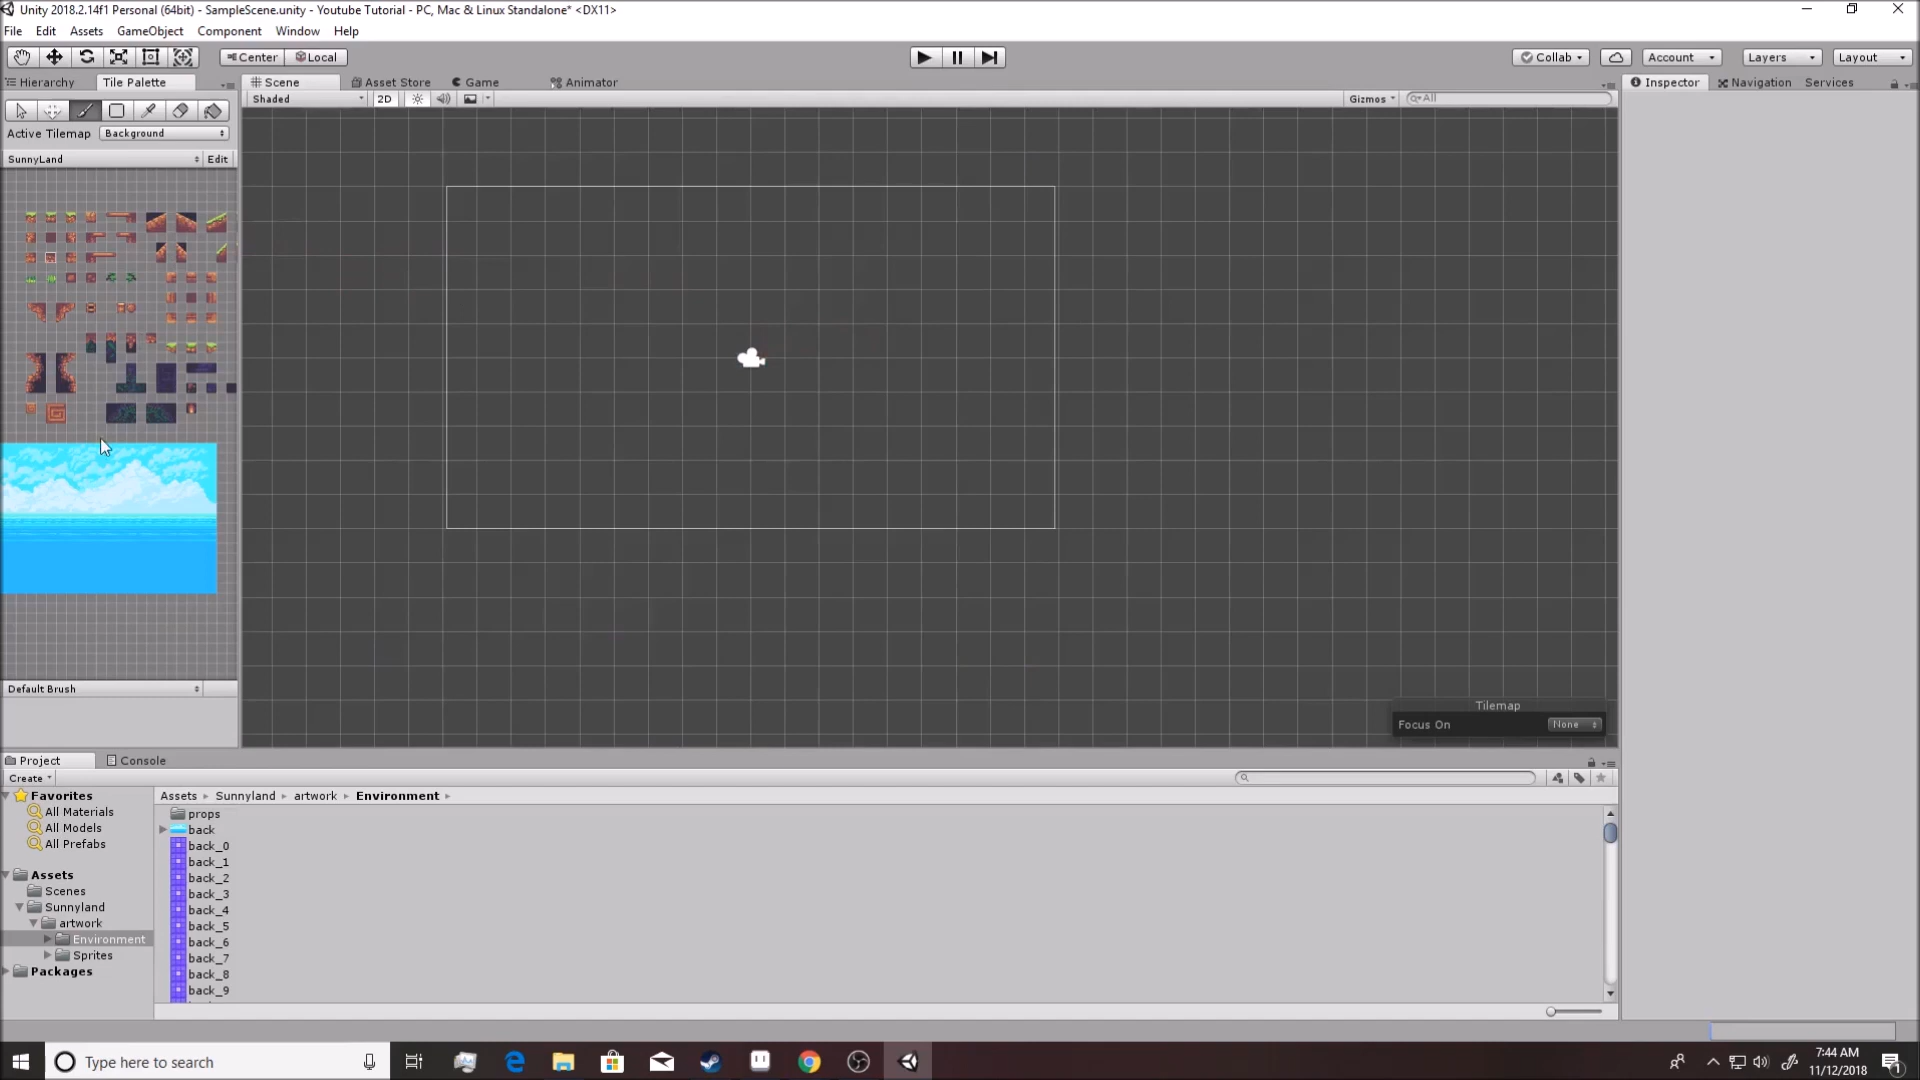 Unity 2018.2.14f1 Personal (64bit) - SampleScene.unity - Youtube Tutorial - PC, Mac & Linux Standalone* <DX11>
File Edit Assets GameObject Component Window Help
Center Local Collab Account Layers Layout
Hierarchy Tile Palette Scene Asset Store Game Animator Inspector Navigation Services
Shaded 2D Gizmos All
Active Tilemap Background
SunnyLand Edit
Default Brush
Tilemap
Focus On None
Project Console
Create
Favorites
All Materials
All Models
All Prefabs
Assets
Scenes
Sunnyland
artwork
Environment
Sprites
Packages
Assets Sunnyland artwork Environment
props
back
back_0
back_1
back_2
back_3
back_4
back_5
back_6
back_7
back_8
back_9
Type here to search
7:44 AM
11/12/2018
1